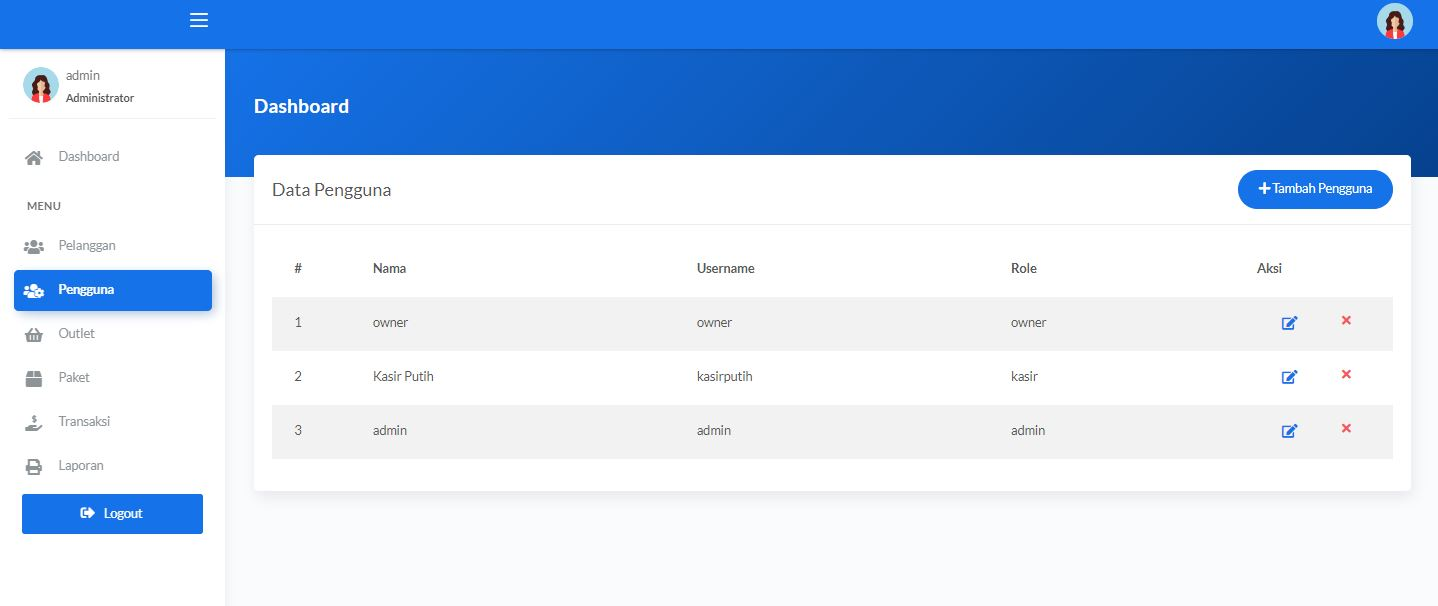 admin
Administrator
Dashboard
MENU
Pelanggan
Pengguna
Outlet
Paket
Transaksi
Laporan
Logout
Dashboard
Data Pengguna
Tambah Pengguna
# Nama Username Role Aksi
1 owner owner owner
2 Kasir Putih kasirputih kasir
3 admin admin admin